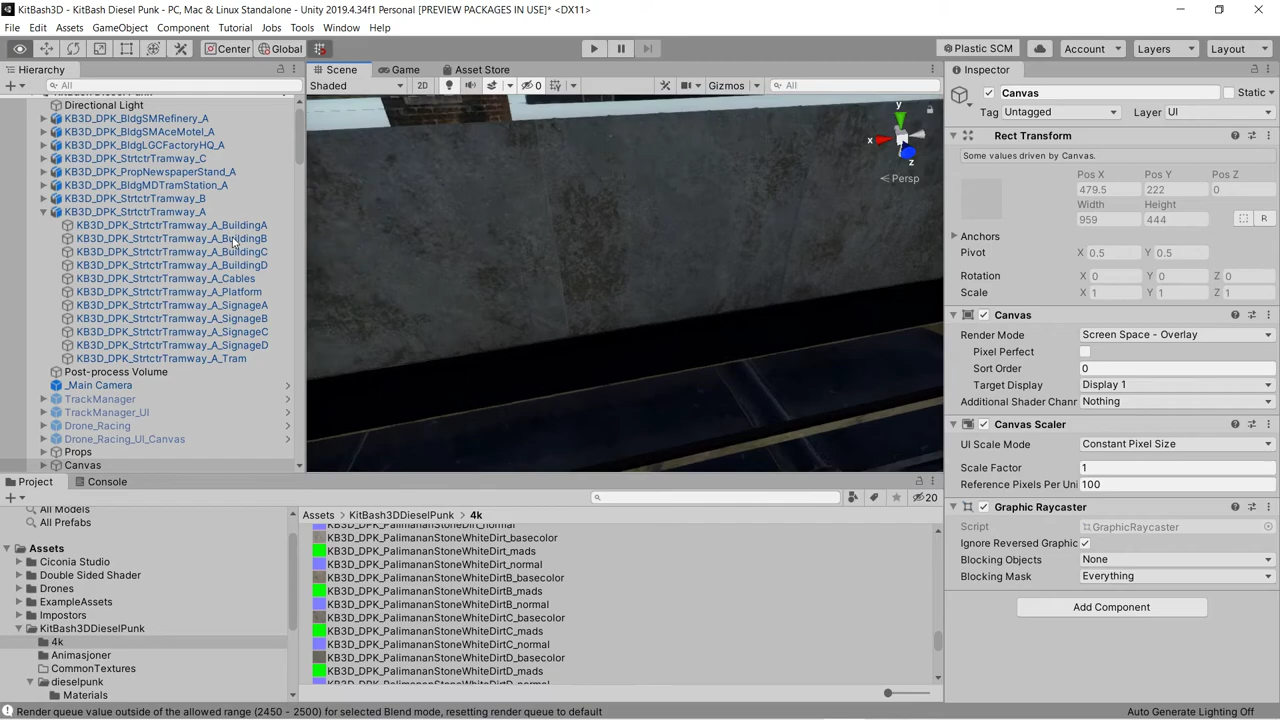 KitBash3D - KitBash Diesel Punk - PC, Mac & Linux Standalone - Unity 2019.4.34f1 Personal [PREVIEW PACKAGES IN USE]* <DX11>
File Edit Assets GameObject Component Tutorial Jobs Tools Window Help
Center Global Plastic SCM Account Layers Layout
Hierarchy Scene Game Asset Store Inspector
All Shaded 2D 0 Gizmos All
Canvas Static
Tag Untagged Layer UI
Directional Light
KB3D_DPK_BldgSMRefinery_A
KB3D_DPK_BldgSMAceMotel_A
KB3D_DPK_BldgLGCFactoryHQ_A
KB3D_DPK_StrtctrTramway_C
KB3D_DPK_PropNewspaperStand_A
KB3D_DPK_BldgMDTramStation_A
KB3D_DPK_StrtctrTramway_B
KB3D_DPK_StrtctrTramway_A
KB3D_DPK_StrtctrTramway_A_BuildingA
KB3D_DPK_StrtctrTramway_A_BuildingB
KB3D_DPK_StrtctrTramway_A_BuildingC
KB3D_DPK_StrtctrTramway_A_BuildingD
KB3D_DPK_StrtctrTramway_A_Cables
KB3D_DPK_StrtctrTramway_A_Platform
KB3D_DPK_StrtctrTramway_A_SignageA
KB3D_DPK_StrtctrTramway_A_SignageB
KB3D_DPK_StrtctrTramway_A_SignageC
KB3D_DPK_StrtctrTramway_A_SignageD
KB3D_DPK_StrtctrTramway_A_Tram
Post-process Volume
_Main Camera
TrackManager
TrackManager_UI
Drone_Racing
Drone_Racing_UI_Canvas
Props
Canvas
y
x
z
Persp
Rect Transform
Some values driven by Canvas.
Pos X Pos Y Pos Z
479.5 222 0
Width Height
959 444 R
Anchors
Pivot X 0.5 Y 0.5
Rotation X 0 Y 0 Z 0
Scale X 1 Y 1 Z 1
Canvas
Render Mode Screen Space - Overlay
Pixel Perfect
Sort Order 0
Target Display Display 1
Additional Shader Chanr Nothing
Canvas Scaler
UI Scale Mode Constant Pixel Size
Scale Factor 1
Reference Pixels Per Uni 100
Graphic Raycaster
Script GraphicRaycaster
Ignore Reversed Graphic
Blocking Objects None
Blocking Mask Everything
Add Component
Project Console
20
All Models
All Prefabs
Assets
Ciconia Studio
Double Sided Shader
Drones
ExampleAssets
Impostors
KitBash3DDieselPunk
4k
Animasjoner
CommonTextures
dieselpunk
Materials
Assets > KitBash3DDieselPunk > 4k
KB3D_DPK_PalimananStoneDirt_normal
KB3D_DPK_PalimananStoneWhiteDirt_basecolor
KB3D_DPK_PalimananStoneWhiteDirt_mads
KB3D_DPK_PalimananStoneWhiteDirt_normal
KB3D_DPK_PalimananStoneWhiteDirtB_basecolor
KB3D_DPK_PalimananStoneWhiteDirtB_mads
KB3D_DPK_PalimananStoneWhiteDirtB_normal
KB3D_DPK_PalimananStoneWhiteDirtC_basecolor
KB3D_DPK_PalimananStoneWhiteDirtC_mads
KB3D_DPK_PalimananStoneWhiteDirtC_normal
KB3D_DPK_PalimananStoneWhiteDirtD_basecolor
KB3D_DPK_PalimananStoneWhiteDirtD_mads
KB3D_DPK_PalimananStoneWhiteDirtD_normal
Render queue value outside of the allowed range (2450 - 2500) for selected Blend mode, resetting render queue to default
Auto Generate Lighting Off